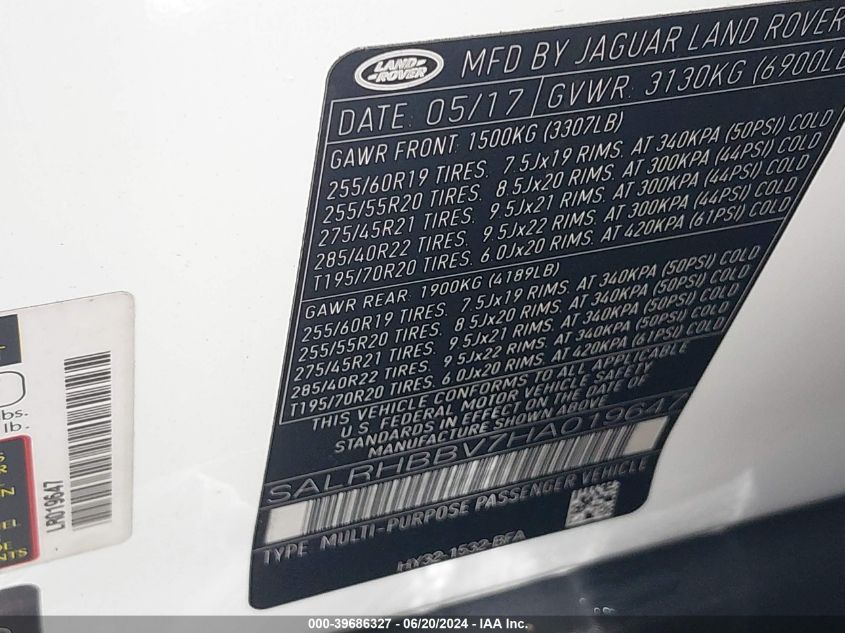 LAND
ROVER
MFD BY JAGUAR LAND ROVER
DATE: 05/17 GVWR: 3130KG (6900LB
GAWR FRONT: 1500KG (3307LB)
255/60R19 TIRES. 7.5Jx19 RIMS. AT 340KPA (50PSI) COLD
255/55R20 TIRES. 8.5Jx20 RIMS. AT 300KPA (44PSI) COLD
275/45R21 TIRES. 9.5Jx21 RIMS. AT 300KPA (44PSI) COLD
285/40R22 TIRES. 9.5Jx22 RIMS. AT 300KPA (44PSI) COLD
T195/70R20 TIRES. 6.0Jx20 RIMS. AT 420KPA (61PSI) COLD
GAWR REAR: 1900KG (4189LB)
255/60R19 TIRES. 7.5Jx19 RIMS. AT 340KPA (50PSI) COLD
255/55R20 TIRES. 8.5Jx20 RIMS. AT 340KPA (50PSI) COLD
275/45R21 TIRES. 9.5Jx21 RIMS. AT 340KPA (50PSI) COLD
285/40R22 TIRES. 9.5Jx22 RIMS. AT 340KPA (50PSI) COLD
T195/70R20 TIRES. 6.0Jx20 RIMS. AT 420KPA (61PSI) COLD
THIS VEHICLE CONFORMS TO ALL APPLICABLE
U.S. FEDERAL MOTOR VEHICLE SAFETY
STANDARDS IN EFFECT ON THE DATE OF
MANUFACTURE SHOWN ABOVE
SALRHBBV7HA019647
TYPE: MULTI-PURPOSE PASSENGER VEHICLE
HY32-1532-BFA
bs.
lb.
LR019647
EL
E
ENTS
000-39686327 - 06/20/2024 - IAA Inc.